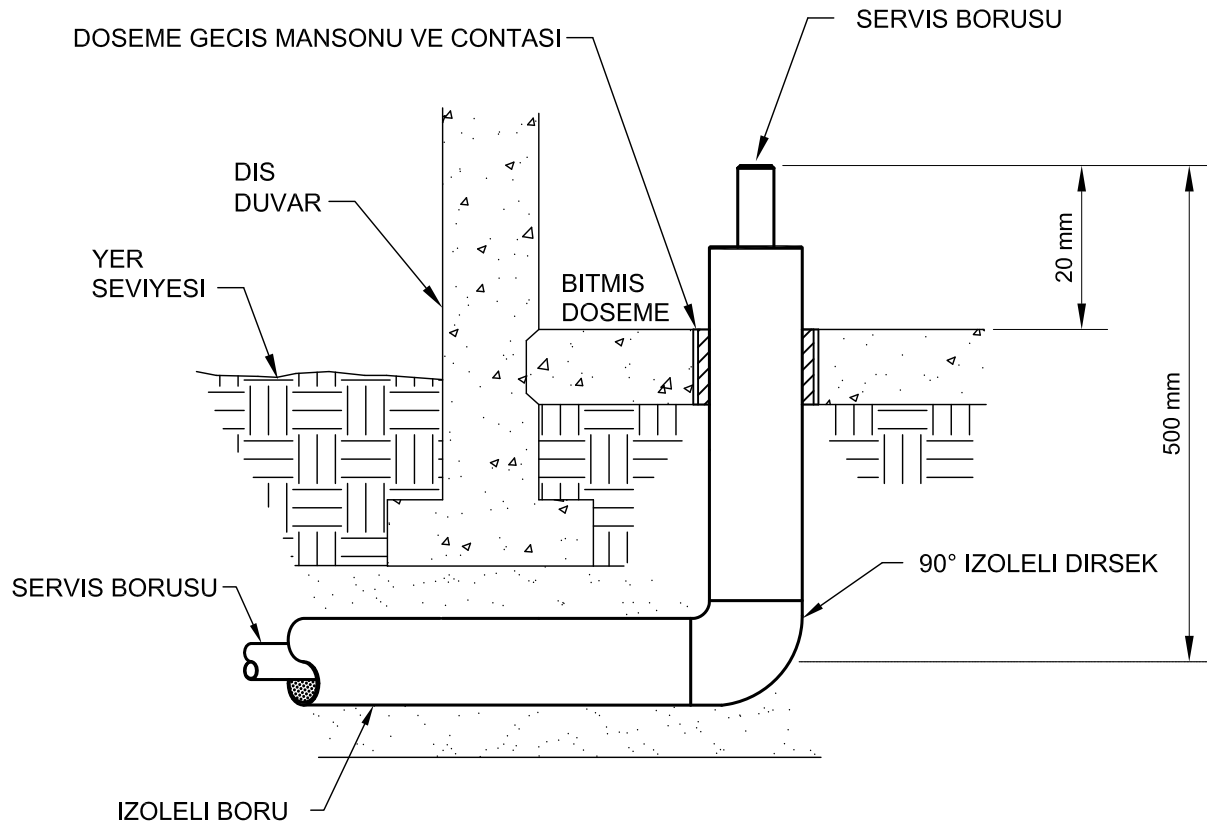 SERVIS BORUSU
DOSEME GECIS MANSONU VE CONTASI
DIS
DUVAR
YER
SEVIYESI
BITMIS
DOSEME
20 mm
500 mm
90° IZOLELI DIRSEK
SERVIS BORUSU
IZOLELI BORU